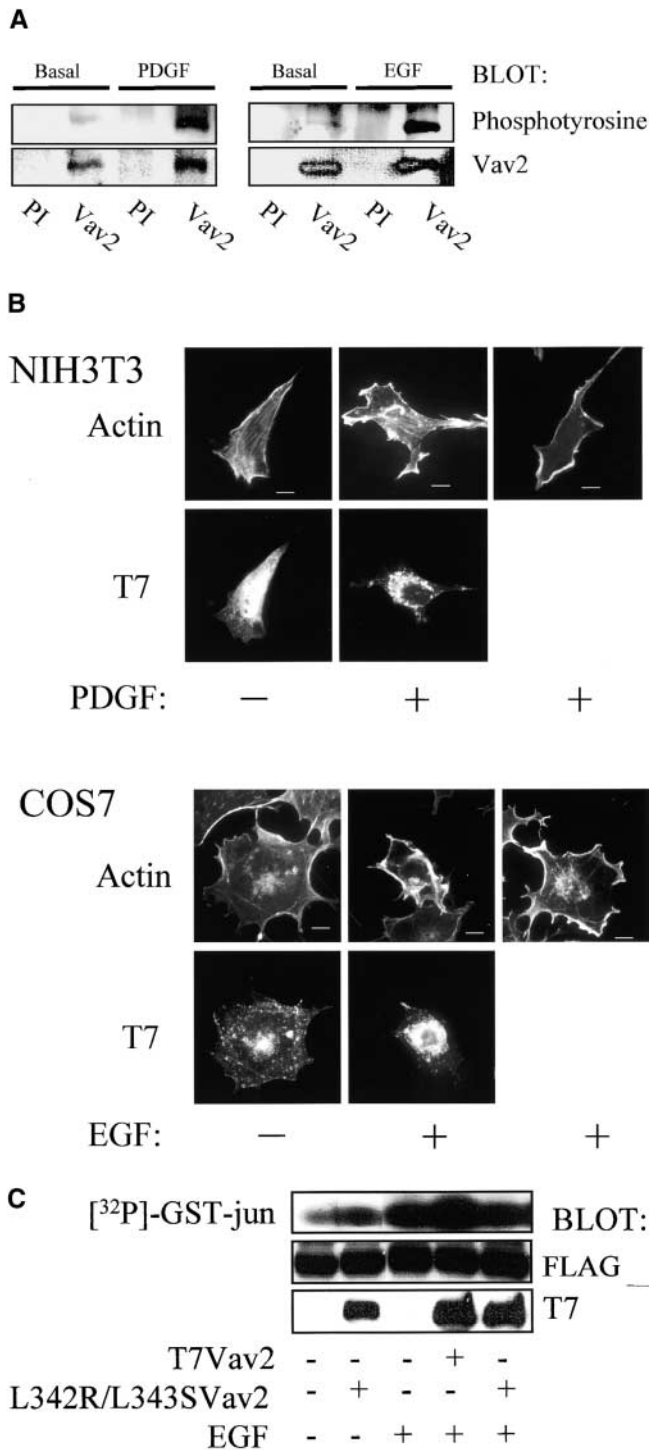 A
Basal PDGF Basal EGF BLOT:
Phosphotyrosine
Vav2
PI Vav2 PI Vav2 PI Vav2 PI Vav2
B
NIH3T3
Actin
T7
PDGF: − + +
COS7
Actin
T7
EGF: − + +
C
[³²P]-GST-jun BLOT:
FLAG
T7
T7Vav2 - - - + -
L342R/L343SVav2 - + - - +
EGF - - + + +